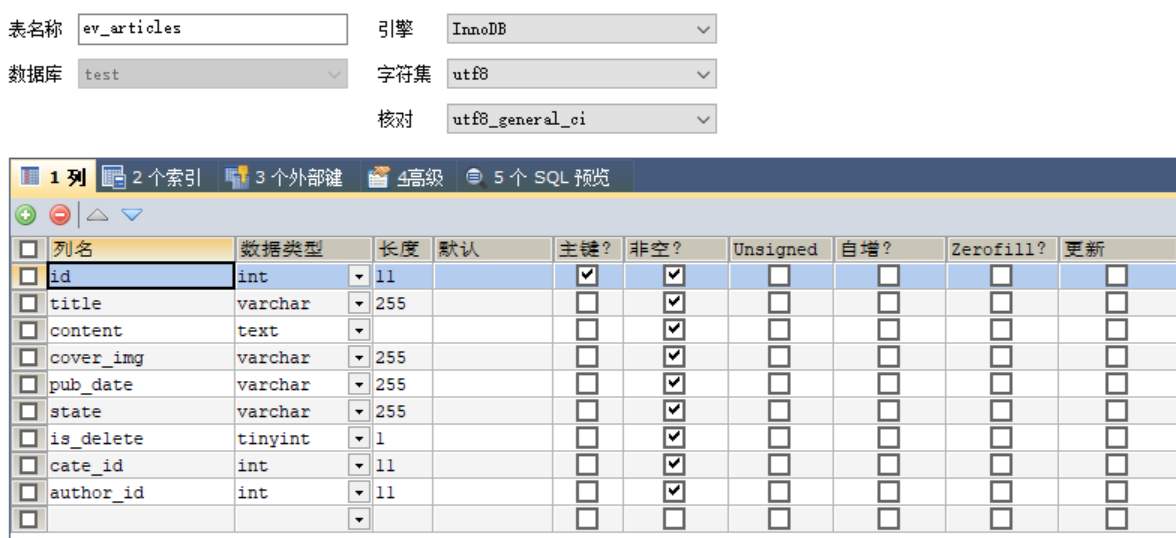 表名称 ev_articles 引擎 InnoDB
数据库 test 字符集 utf8
核对 utf8_general_ci
1 列 2 个索引 3 个外部键 4高级 5 个 SQL 预览
列名 数据类型 长度 默认 主键? 非空? Unsigned 自增? Zerofill? 更新
id int 11
title varchar 255
content text
cover_img varchar 255
pub_date varchar 255
state varchar 255
is_delete tinyint 1
cate_id int 11
author_id int 11